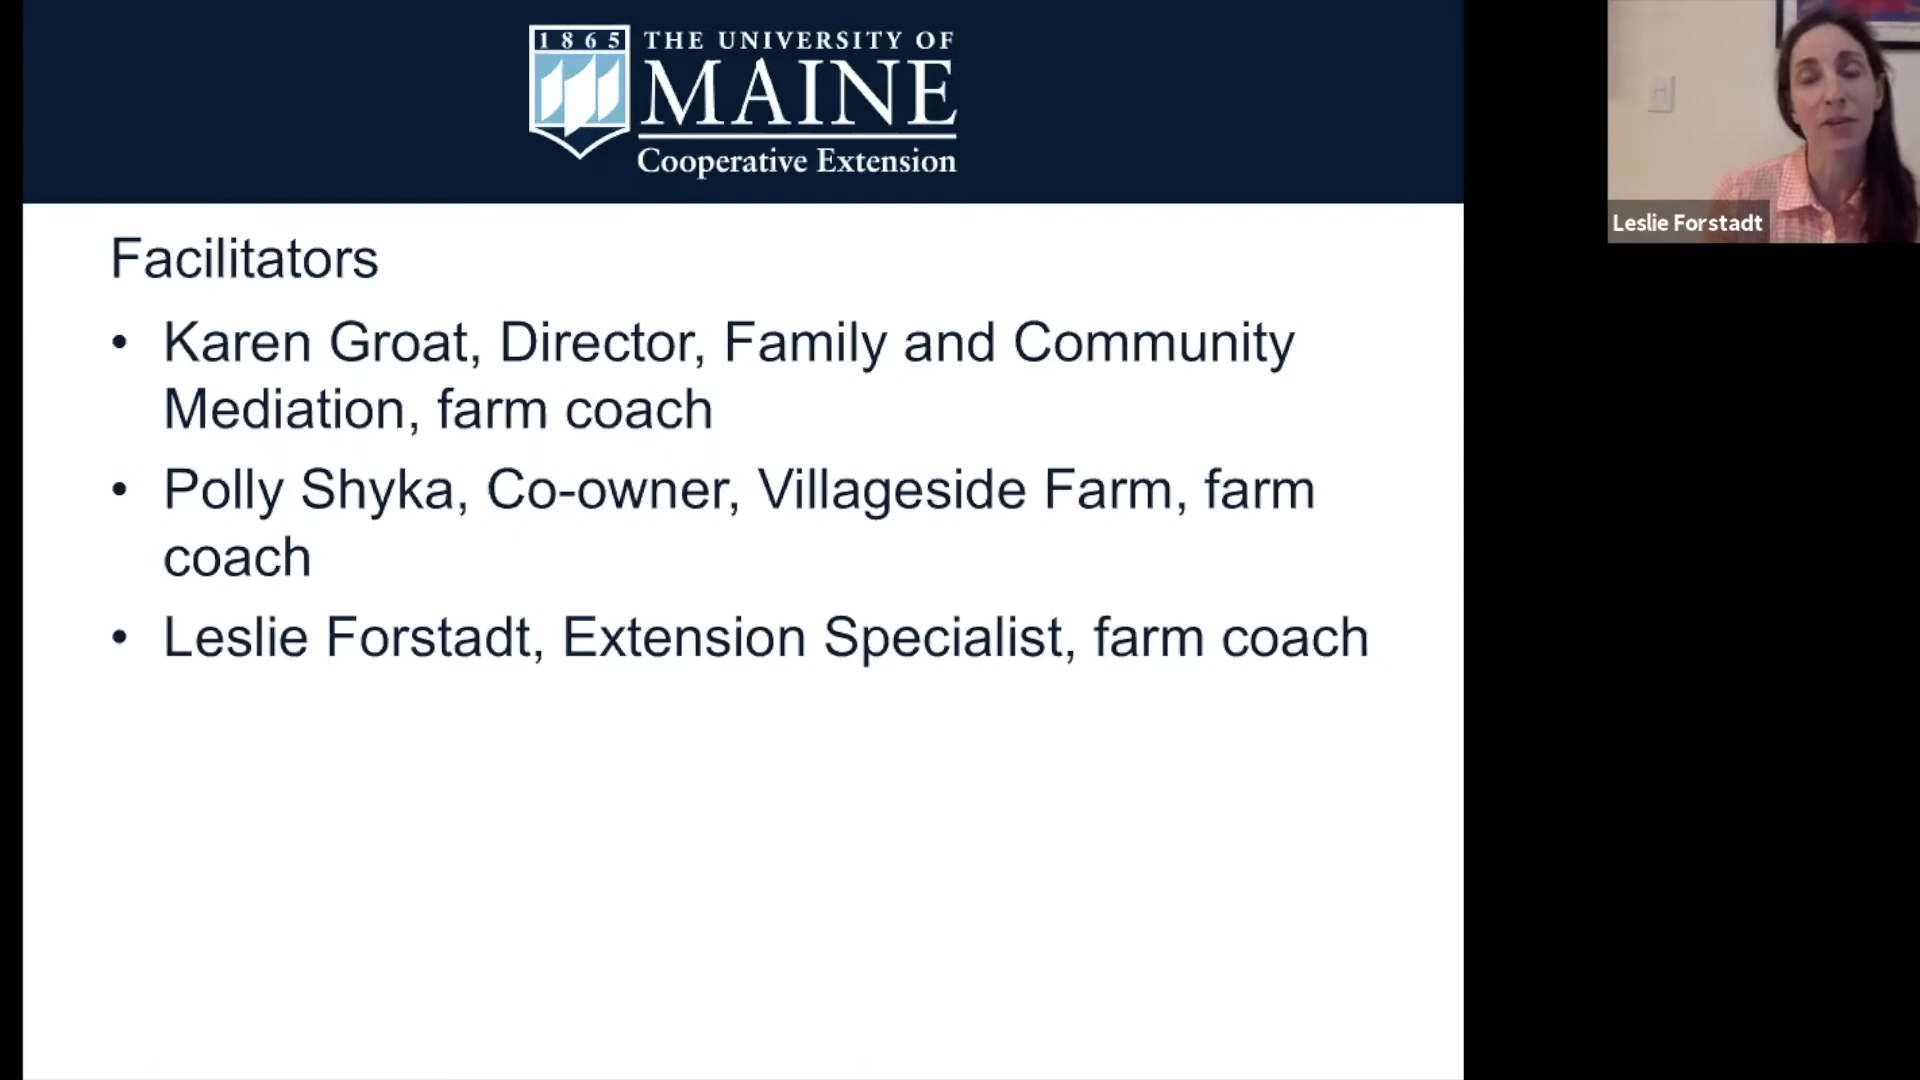 1865
THE UNIVERSITY OF
MAINE
Cooperative Extension
Facilitators
• Karen Groat, Director, Family and Community
Mediation, farm coach
• Polly Shyka, Co-owner, Villageside Farm, farm
coach
• Leslie Forstadt, Extension Specialist, farm coach
Leslie Forstadt